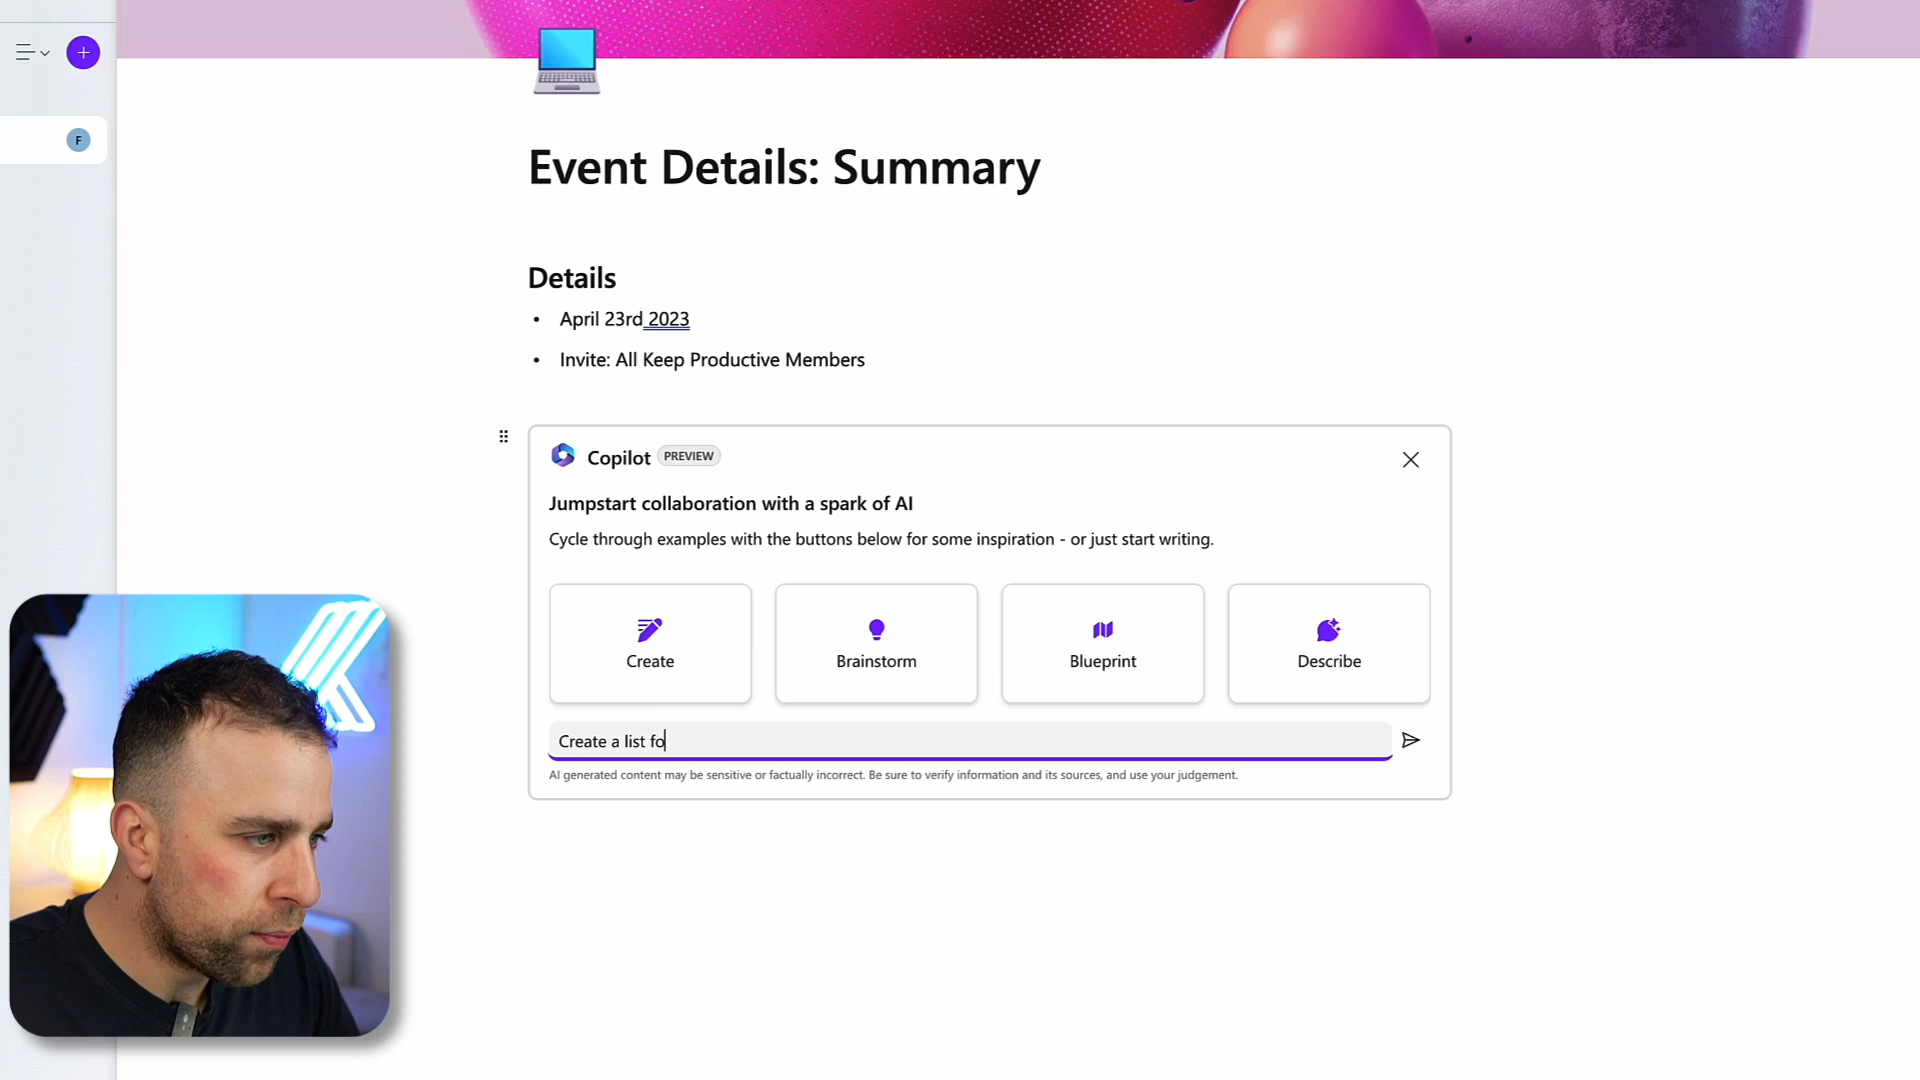 F
Event Details: Summary
Details
• April 23rd 2023
• Invite: All Keep Productive Members
Copilot PREVIEW
Jumpstart collaboration with a spark of AI
Cycle through examples with the buttons below for some inspiration - or just start writing.
Create
Brainstorm
Blueprint
Describe
Create a list fo
AI generated content may be sensitive or factually incorrect. Be sure to verify information and its sources, and use your judgement.